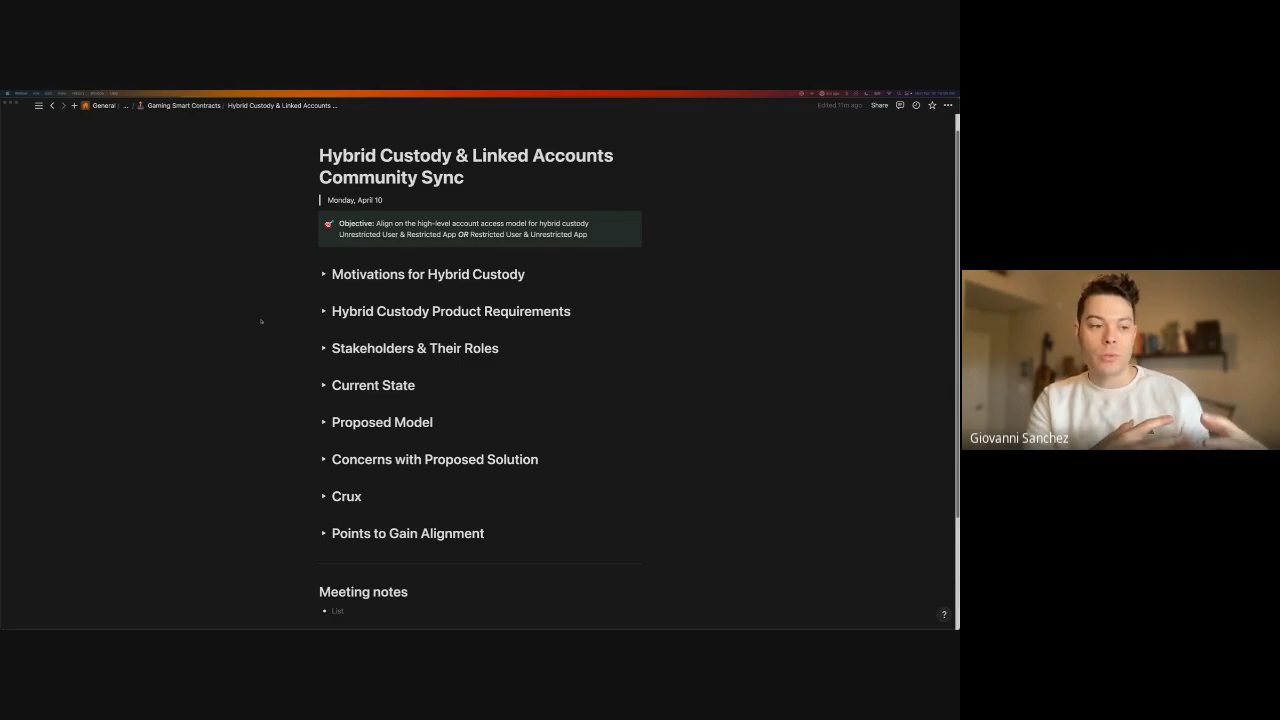 General / ... / Gaming Smart Contracts / Hybrid Custody & Linked Accounts ...
Edited 11m ago
Share
Hybrid Custody & Linked Accounts
Community Sync
Monday, April 10
Objective: Align on the high-level account access model for hybrid custody
Unrestricted User & Restricted App OR Restricted User & Unrestricted App
Motivations for Hybrid Custody
Hybrid Custody Product Requirements
Stakeholders & Their Roles
Current State
Proposed Model
Concerns with Proposed Solution
Crux
Points to Gain Alignment
Meeting notes
• List
?
Giovanni Sanchez